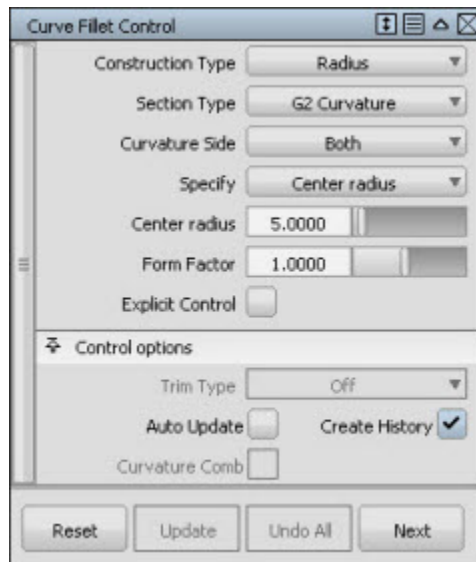 Curve Fillet Control
Construction Type Radius
Section Type G2 Curvature
Curvature Side Both
Specify Center radius
Center radius 5.0000
Form Factor 1.0000
Explicit Control
Control options
Trim Type Off
Auto Update Create History
Curvature Comb
Reset Update Undo All Next